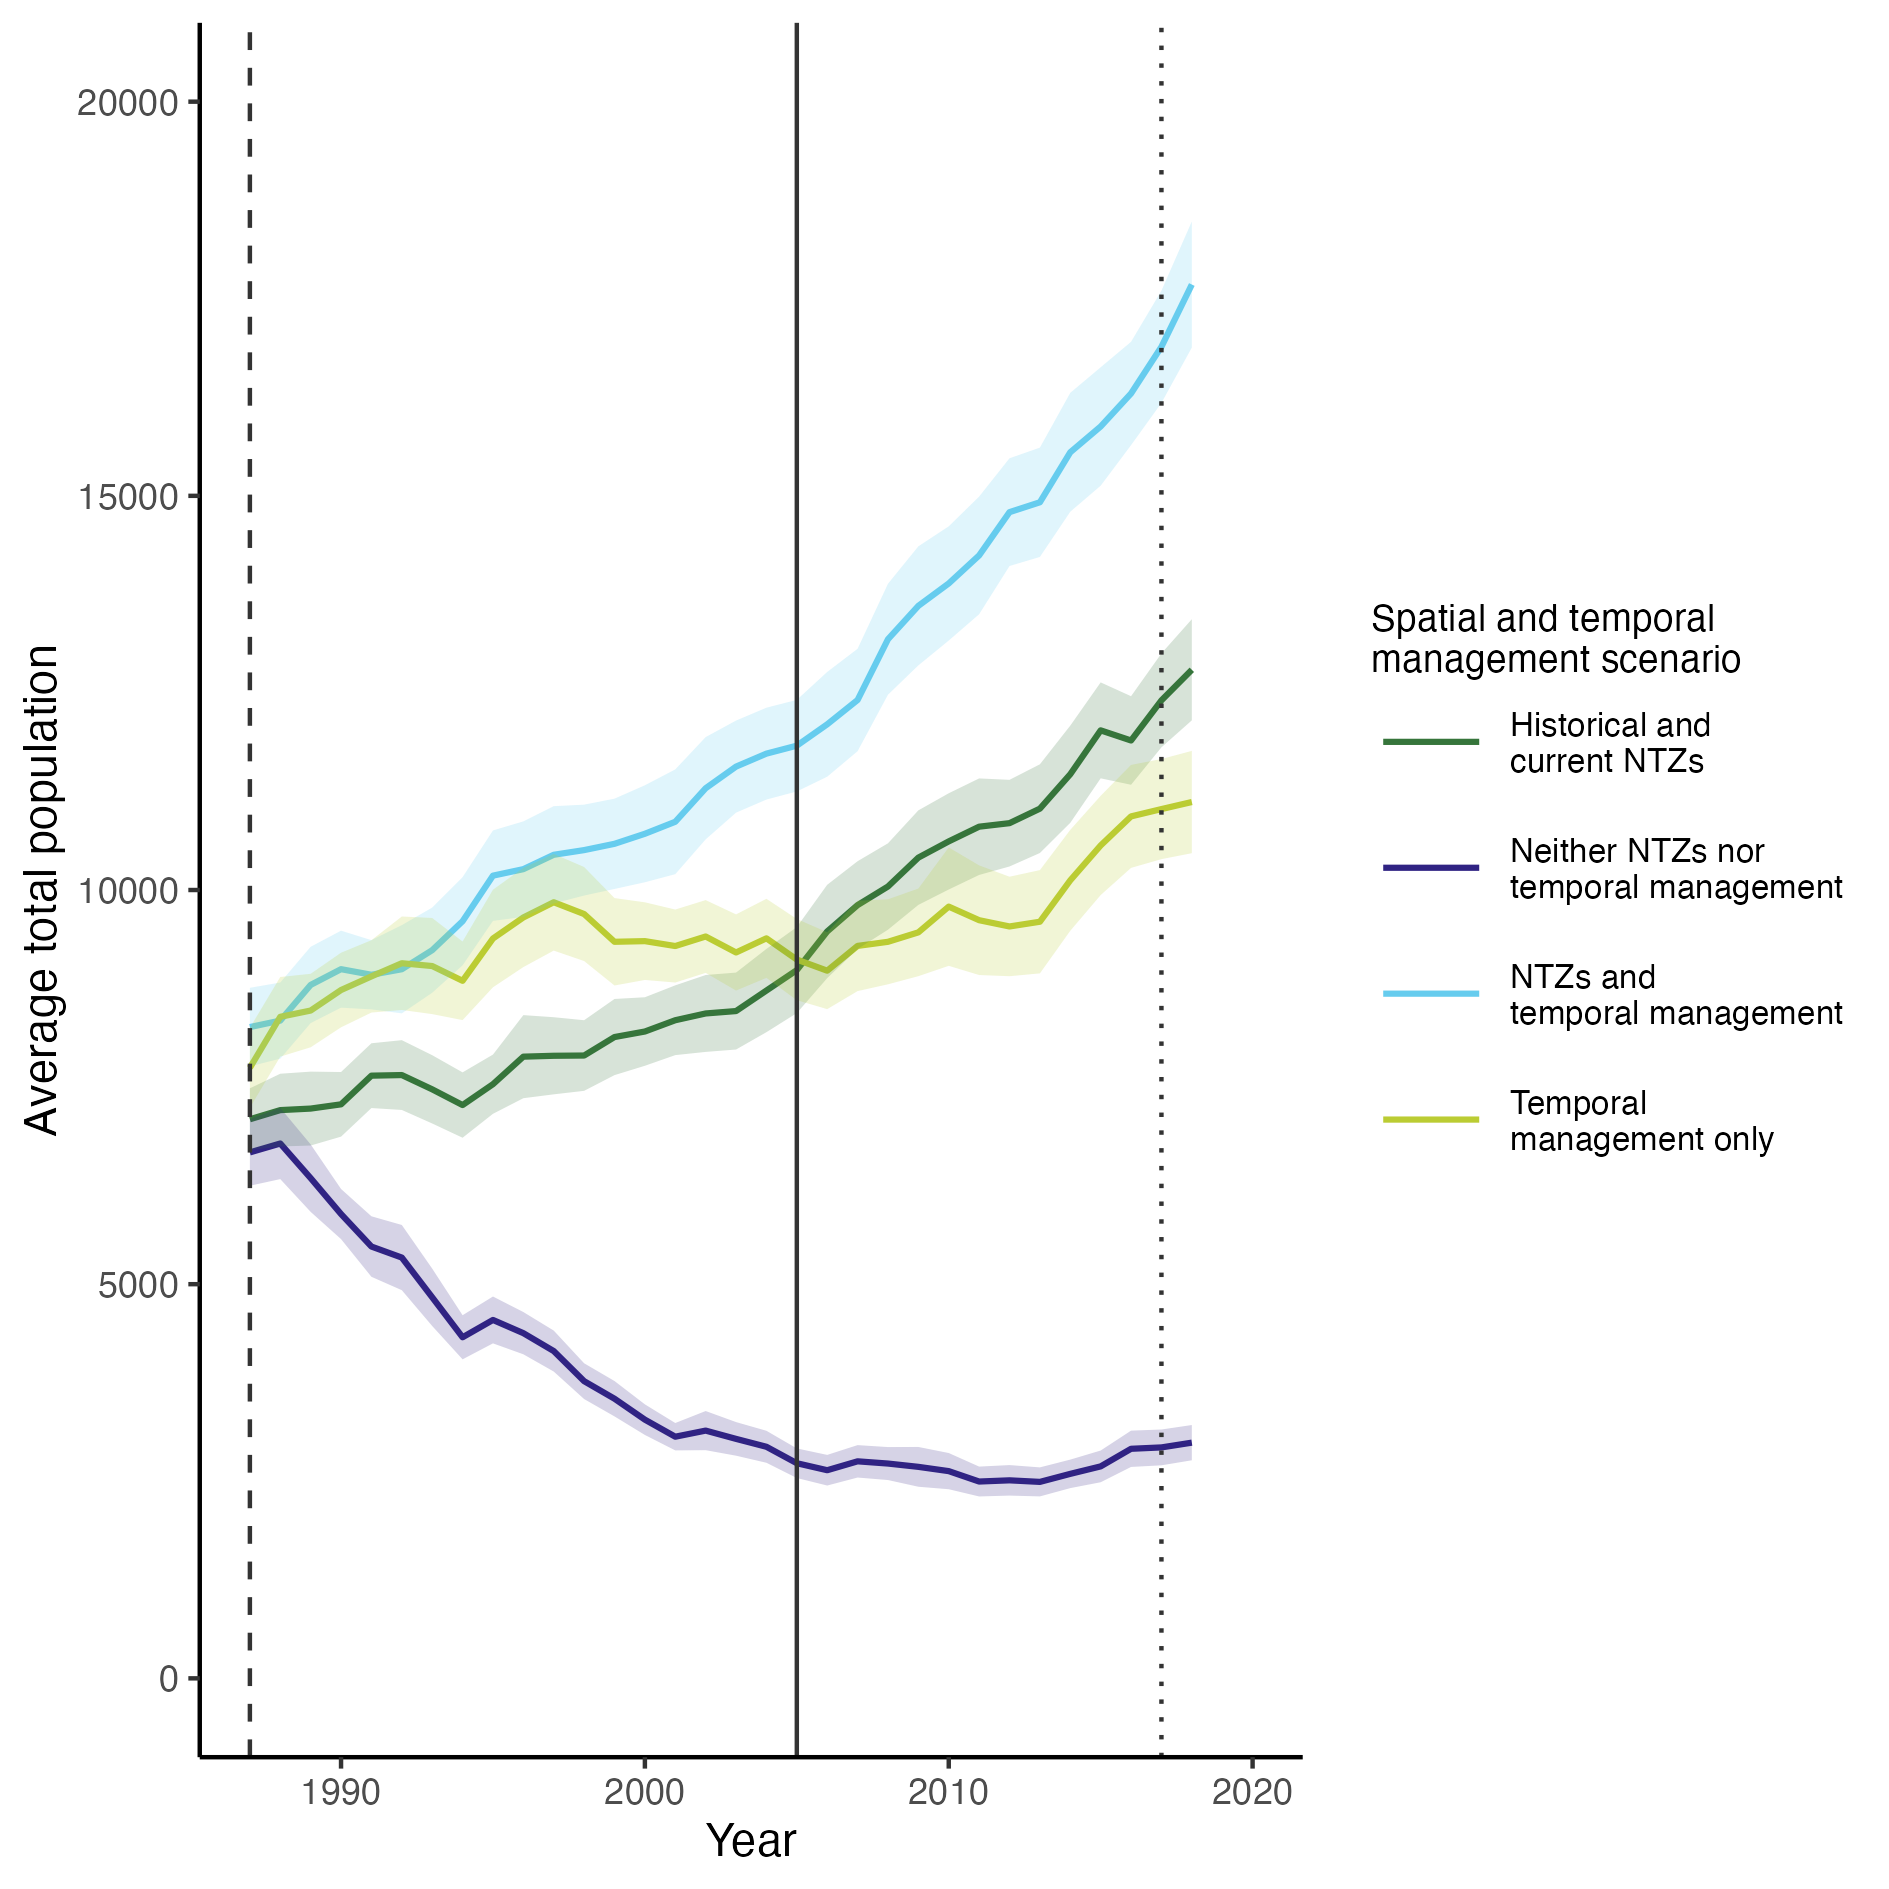 Average total population
20000
15000
10000
5000
0
1990
2000
2010
2020
Year
Spatial and temporal
management scenario
Historical and
current NTZs
Neither NTZs nor
temporal management
NTZs and
temporal management
Temporal
management only